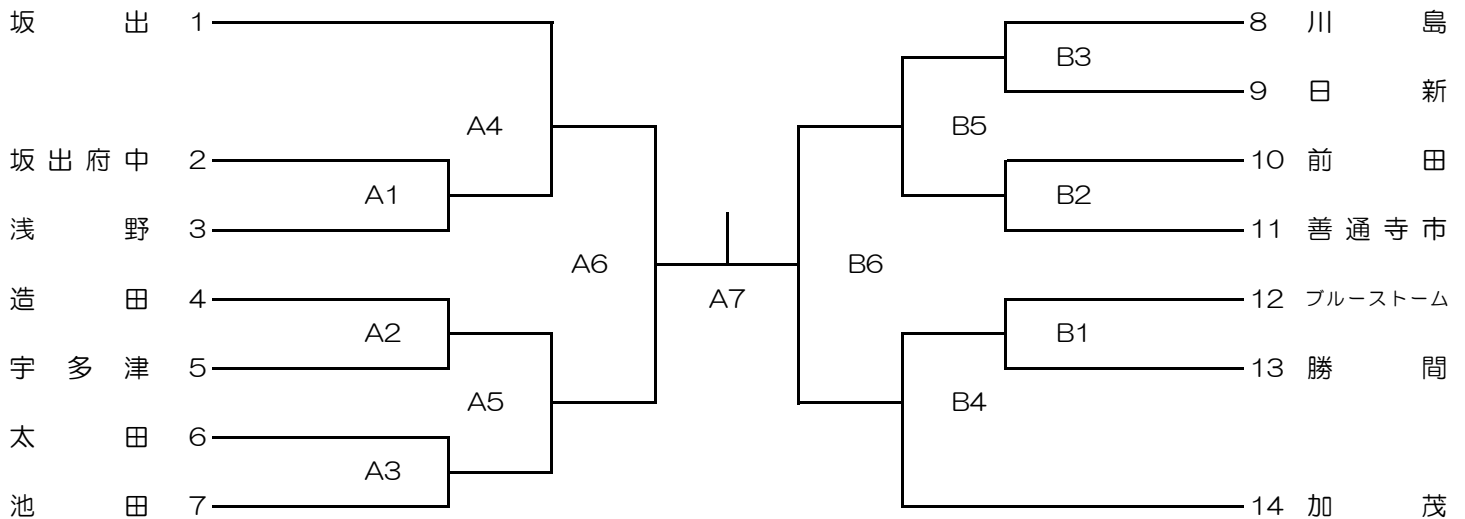 坂出 1 8 川島
B3
9 日新
A4 B5
坂出府中 2 10 前田
A1 B2
浅野 3 11 善通寺市
A6 B6
造田 4 A7 12 ブルーストーム
A2 B1
宇多津 5 13 勝間
A5 B4
太田 6
A3
池田 7 14 加茂